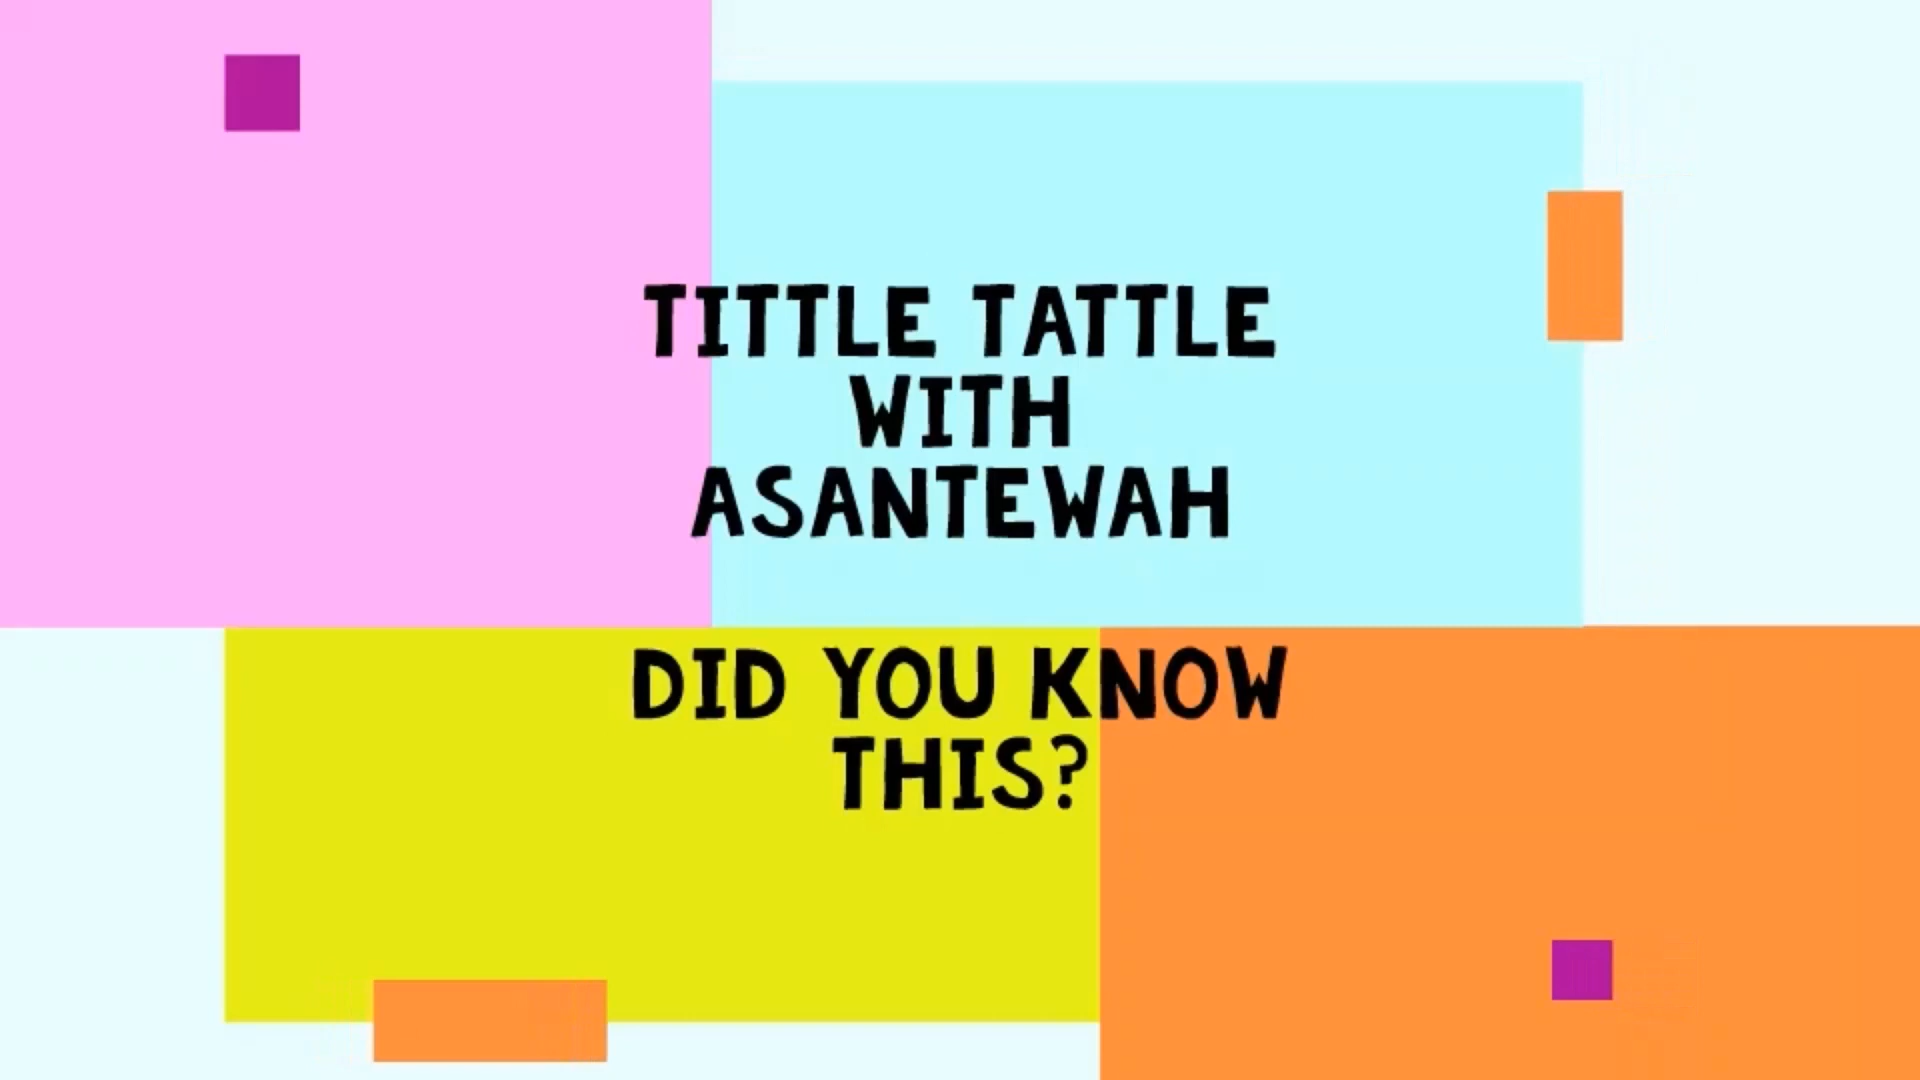 TITTLE TATTLE
WITH
ASANTEWAH
DID YOU KNOW
THIS?